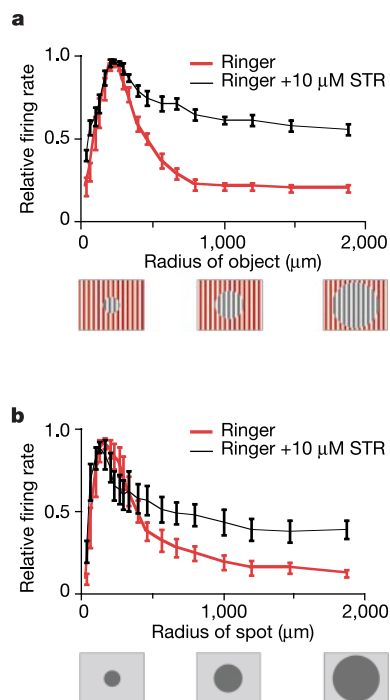 a
Relative firing rate
1.0
0.5
0
Ringer
Ringer +10 μM STR
0
1,000
2,000
Radius of object (μm)
b
Relative firing rate
1.0
0.5
0
Ringer
Ringer +10 μM STR
0
1,000
2,000
Radius of spot (μm)